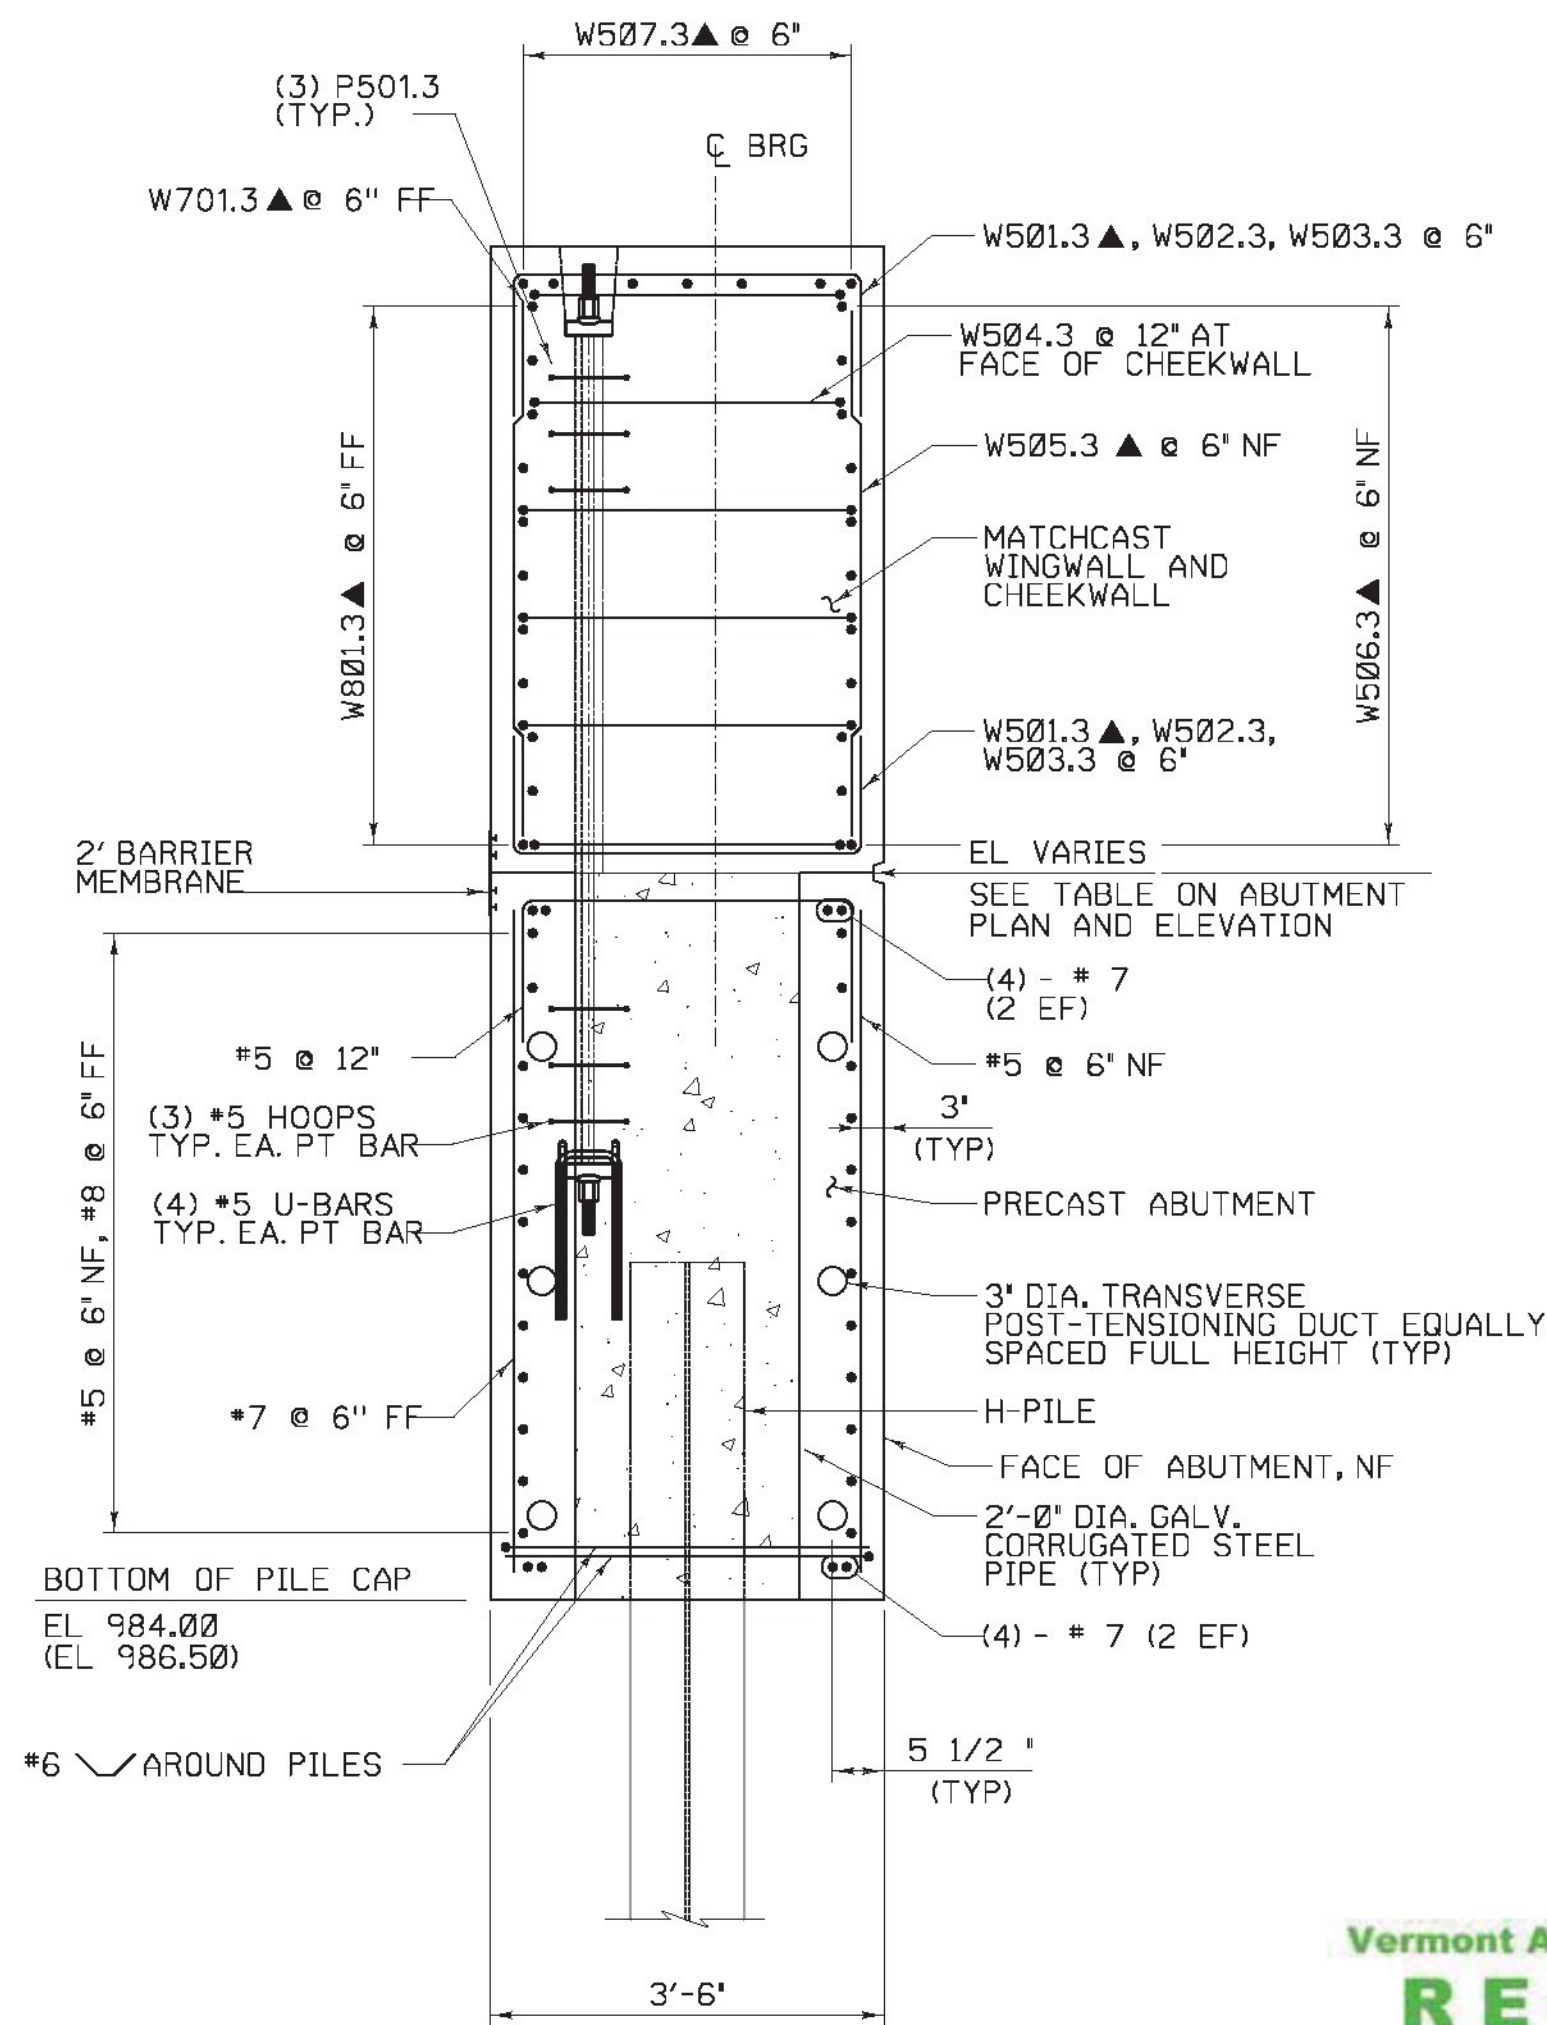 W507.3▲ @ 6"
(3) P501.3
(TYP.)
℄ BRG
W701.3▲ @ 6" FF
W501.3▲, W502.3, W503.3 @ 6"
W504.3 @ 12" AT
FACE OF CHEEKWALL
W505.3 ▲ @ 6" NF
W801.3▲ @ 6" FF
W506.3▲ @ 6" NF
MATCHCAST
WINGWALL AND
CHEEKWALL
W501.3▲, W502.3,
W503.3 @ 6"
2' BARRIER
MEMBRANE
EL VARIES
SEE TABLE ON ABUTMENT
PLAN AND ELEVATION
(4) - # 7
(2 EF)
#5 @ 12"
#5 @ 6" NF
#5 @ 6" NF, #8 @ 6" FF
(3) #5 HOOPS
TYP. EA. PT BAR
3"
(TYP)
(4) #5 U-BARS
TYP. EA. PT BAR
PRECAST ABUTMENT
3" DIA. TRANSVERSE
POST-TENSIONING DUCT EQUALLY
SPACED FULL HEIGHT (TYP)
#7 @ 6" FF
H-PILE
FACE OF ABUTMENT, NF
2'-0" DIA. GALV.
CORRUGATED STEEL
PIPE (TYP)
BOTTOM OF PILE CAP
EL 984.00
(EL 986.50)
(4) - # 7 (2 EF)
#6 AROUND PILES
5 1/2 "
(TYP)
3'-6"
Vermont A
R E